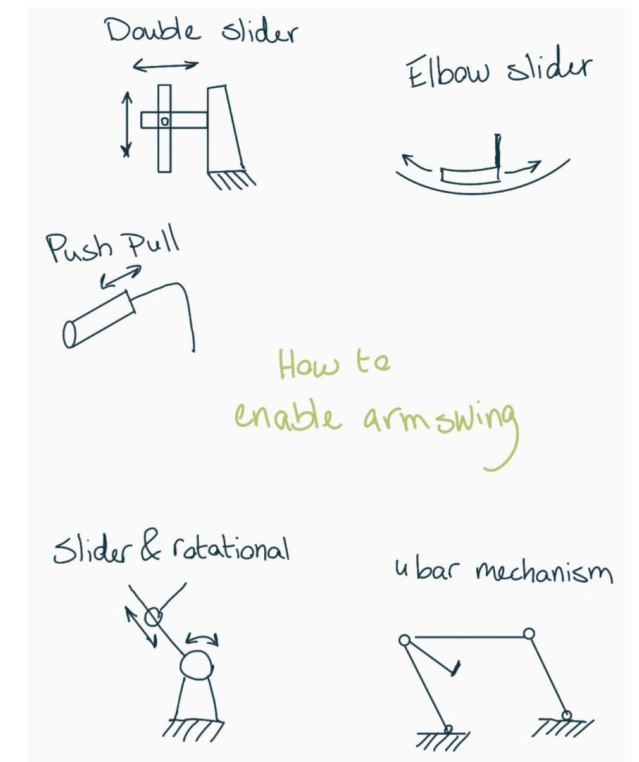 Double slider
Elbow slider
Push Pull
How to
enable armswing
Slider & rotational
4 bar mechanism